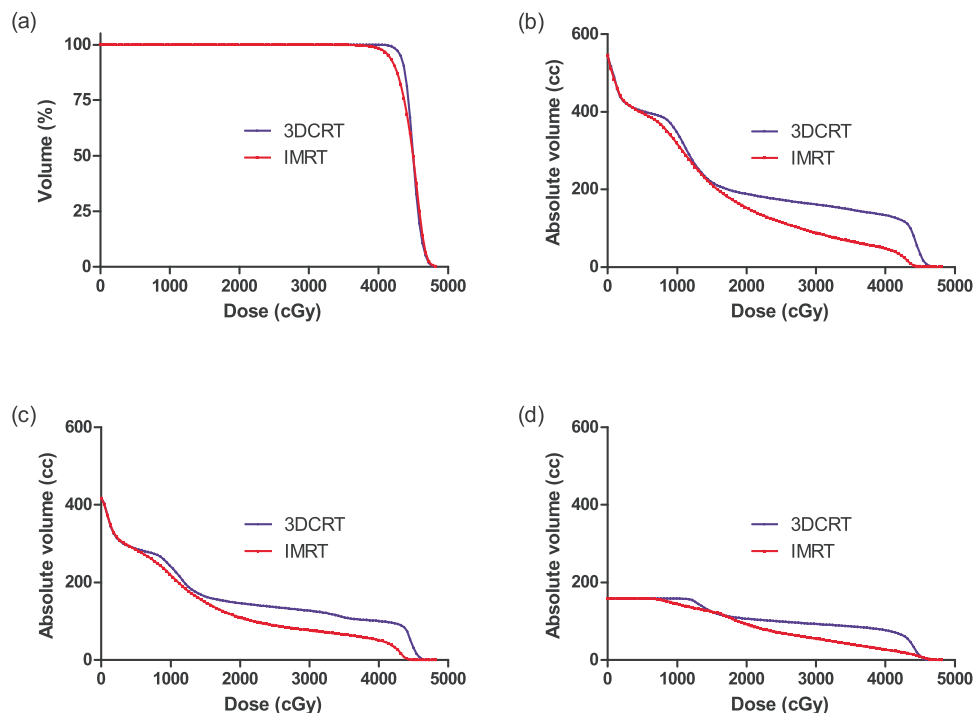 (a)
Volume (%)
100
75
50
25
0
3DCRT
IMRT
0 1000 2000 3000 4000 5000
Dose (cGy)
(b)
Absolute volume (cc)
600
400
200
0
3DCRT
IMRT
0 1000 2000 3000 4000 5000
Dose (cGy)
(c)
Absolute volume (cc)
600
400
200
0
3DCRT
IMRT
0 1000 2000 3000 4000 5000
Dose (cGy)
(d)
Absolute volume (cc)
600
400
200
0
3DCRT
IMRT
0 1000 2000 3000 4000 5000
Dose (cGy)